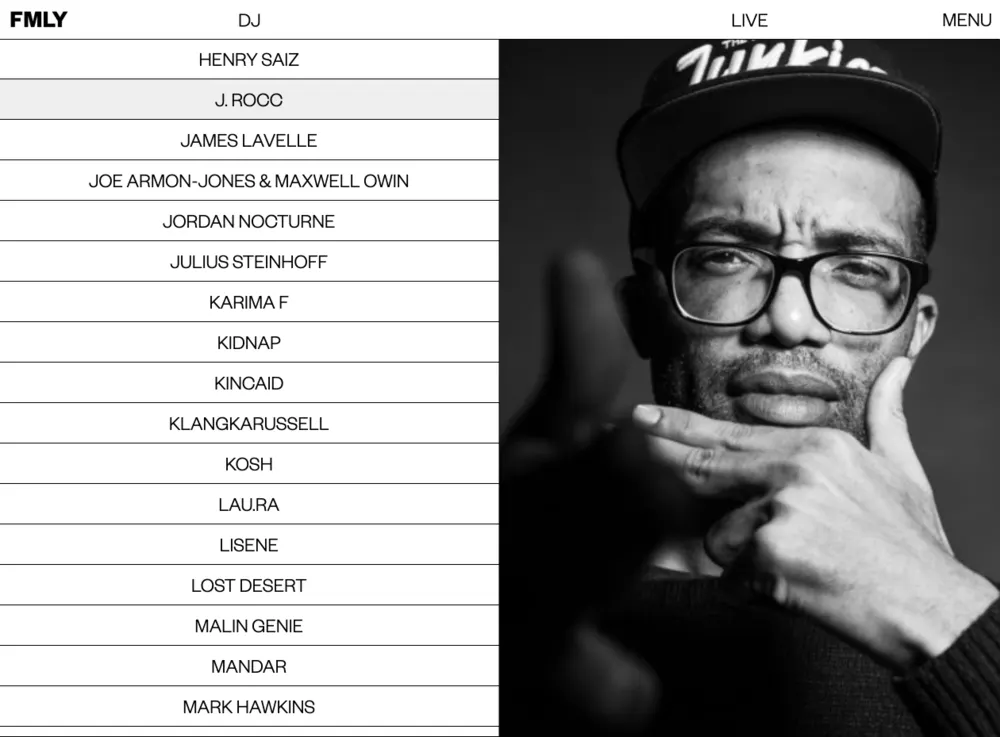 FMLY
DJ
LIVE
MENU
HENRY SAIZ
J. ROCC
JAMES LAVELLE
JOE ARMON-JONES & MAXWELL OWIN
JORDAN NOCTURNE
JULIUS STEINHOFF
KARIMA F
KIDNAP
KINCAID
KLANGKARUSSELL
KOSH
LAU.RA
LISENE
LOST DESERT
MALIN GENIE
MANDAR
MARK HAWKINS
THE